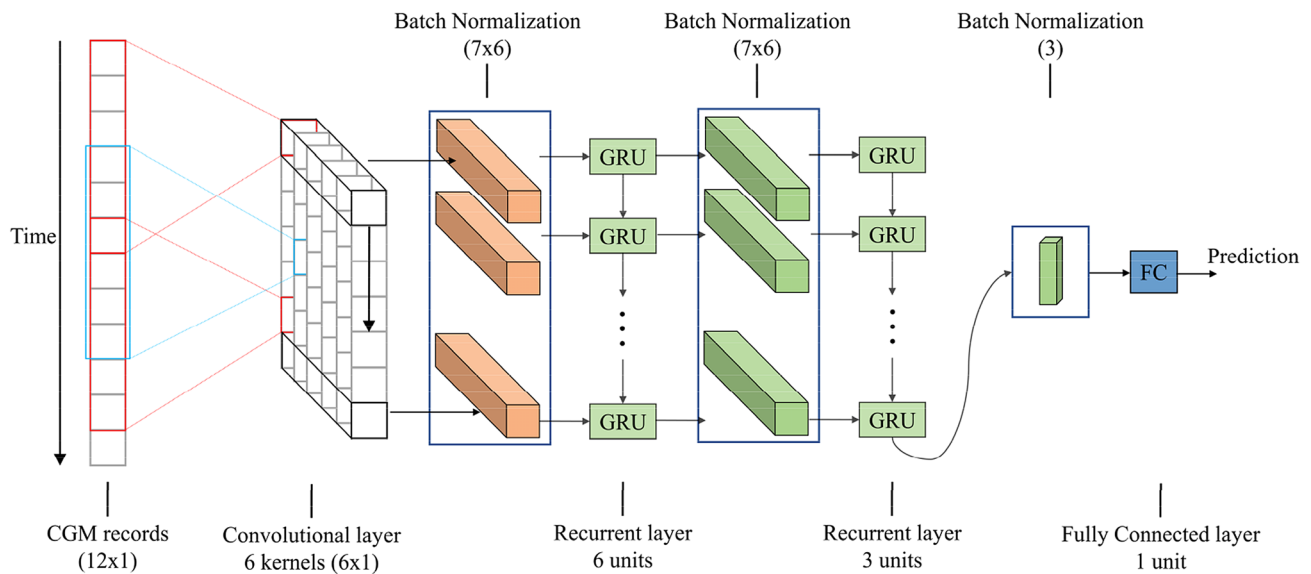 Batch Normalization
(7x6)
Batch Normalization
(7x6)
Batch Normalization
(3)
Time
GRU
GRU
GRU
GRU
GRU
GRU
FC
Prediction
CGM records
(12x1)
Convolutional layer
6 kernels (6x1)
Recurrent layer
6 units
Recurrent layer
3 units
Fully Connected layer
1 unit